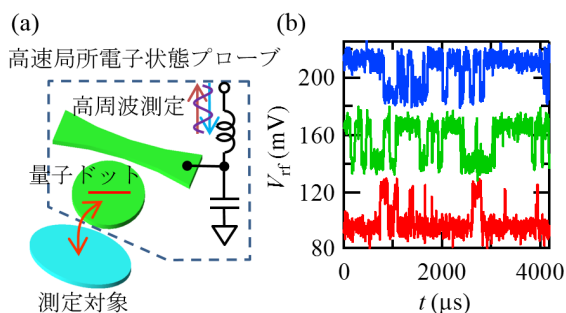 (a)
高速局所電子状態プローブ
高周波測定
量子ドット
測定対象
(b)
200
160
120
80
Vrf (mV)
0
2000
4000
t (μs)